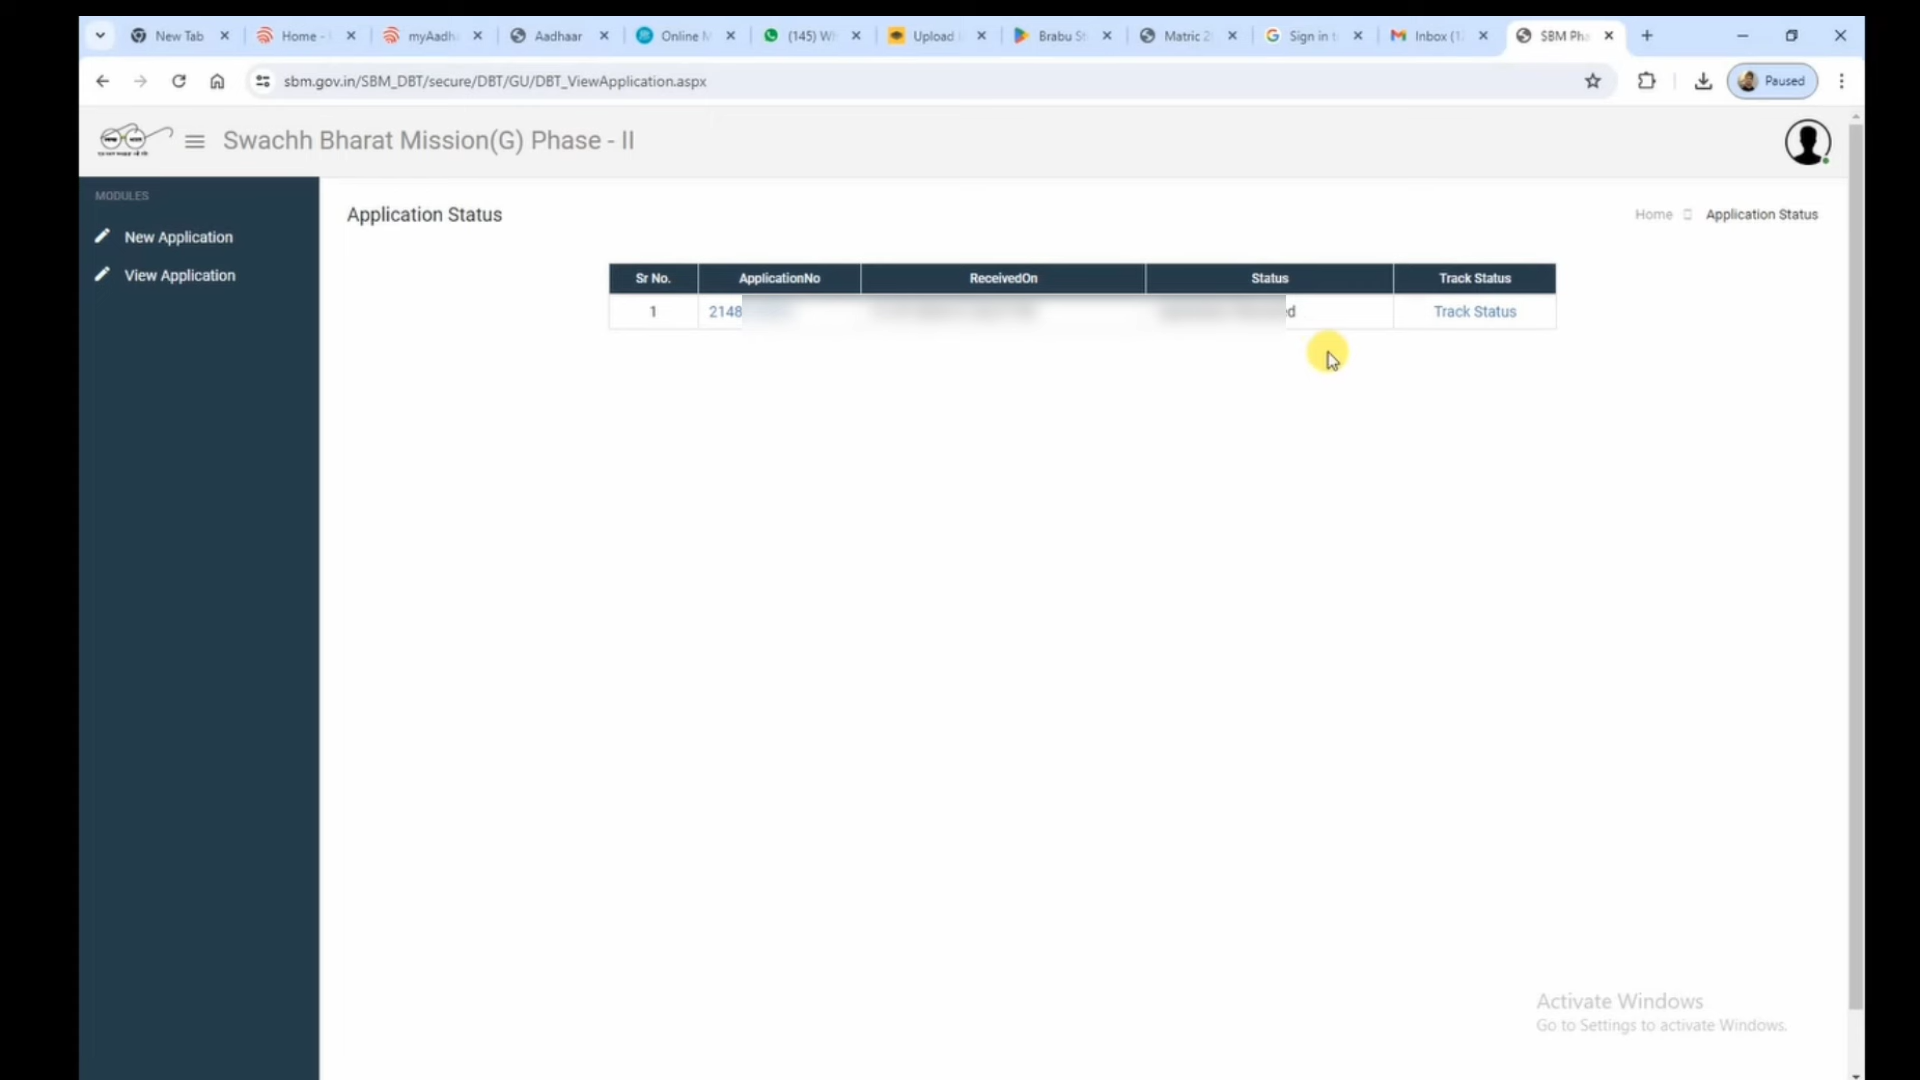 New Tab
Home -
myAadh
Aadhaar
Online M
(145) Wh
Upload
Brabu St
Matric 2
Sign in t
Inbox (1
SBM Pha
sbm.gov.in/SBM_DBT/secure/DBT/GU/DBT_ViewApplication.aspx
Paused
Swachh Bharat Mission(G) Phase - II
MODULES
New Application
View Application
Application Status
Home
Application Status
Sr No. ApplicationNo ReceivedOn Status Track Status
1 2148 d Track Status
Activate Windows
Go to Settings to activate Windows.